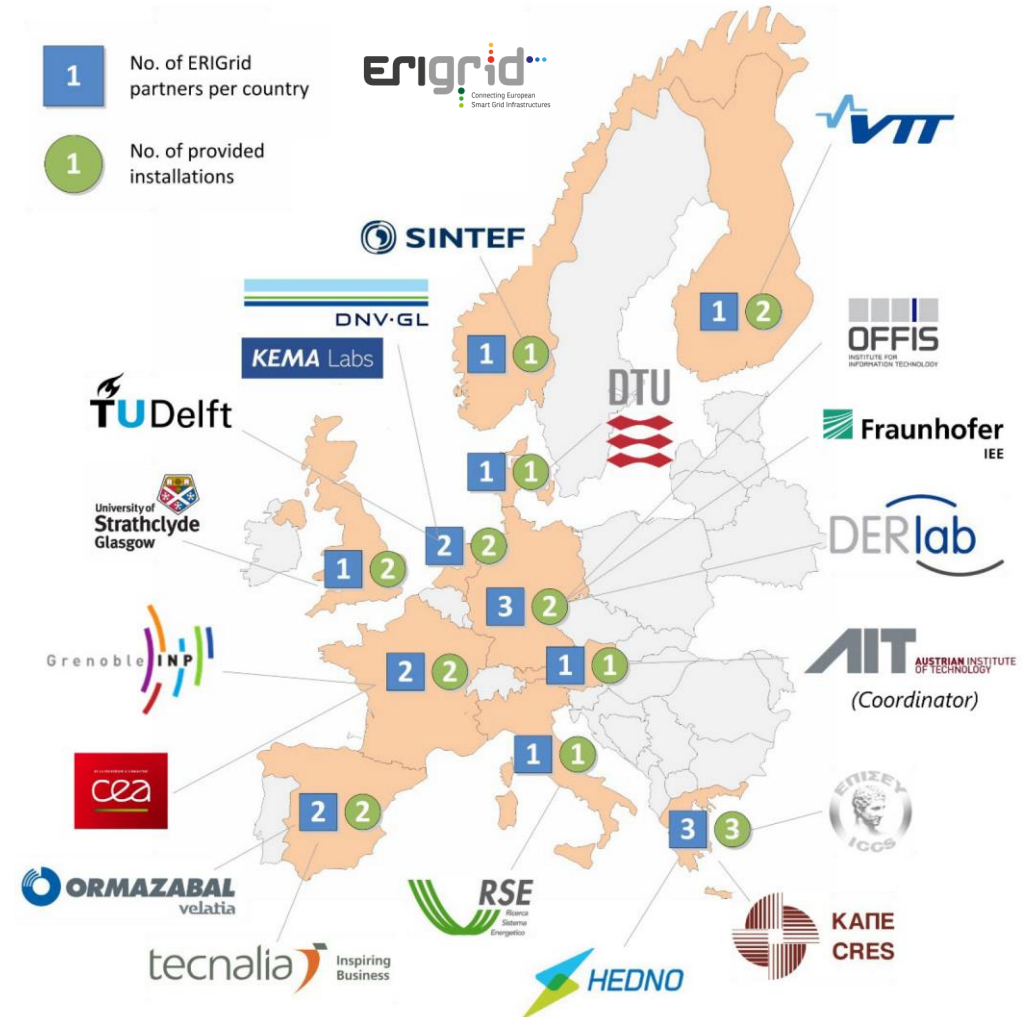 1
No. of ERIGrid
partners per country
1
No. of provided
installations
ERIGrid
Connecting European
Smart Grid Infrastructures
VTT
SINTEF
DNV·GL
KEMA Labs
1 2
OFFIS
INSTITUTE FOR
INFORMATION TECHNOLOGY
1 1
DTU
TU Delft
Fraunhofer
IEE
1 1
University of
Strathclyde
Glasgow
DERlab
2 2
1 2
3 2
Grenoble INP
AIT
AUSTRIAN INSTITUTE
OF TECHNOLOGY
(Coordinator)
2 2
1 1
1 1
cea
2 2
3 3
ΕΠΙΣΕΥ
ICCS
ORMAZABAL
velatia
RSE
Ricerca
Sistema
Energetico
ΚΑΠΕ
CRES
tecnalia
Inspiring
Business
HEDNO